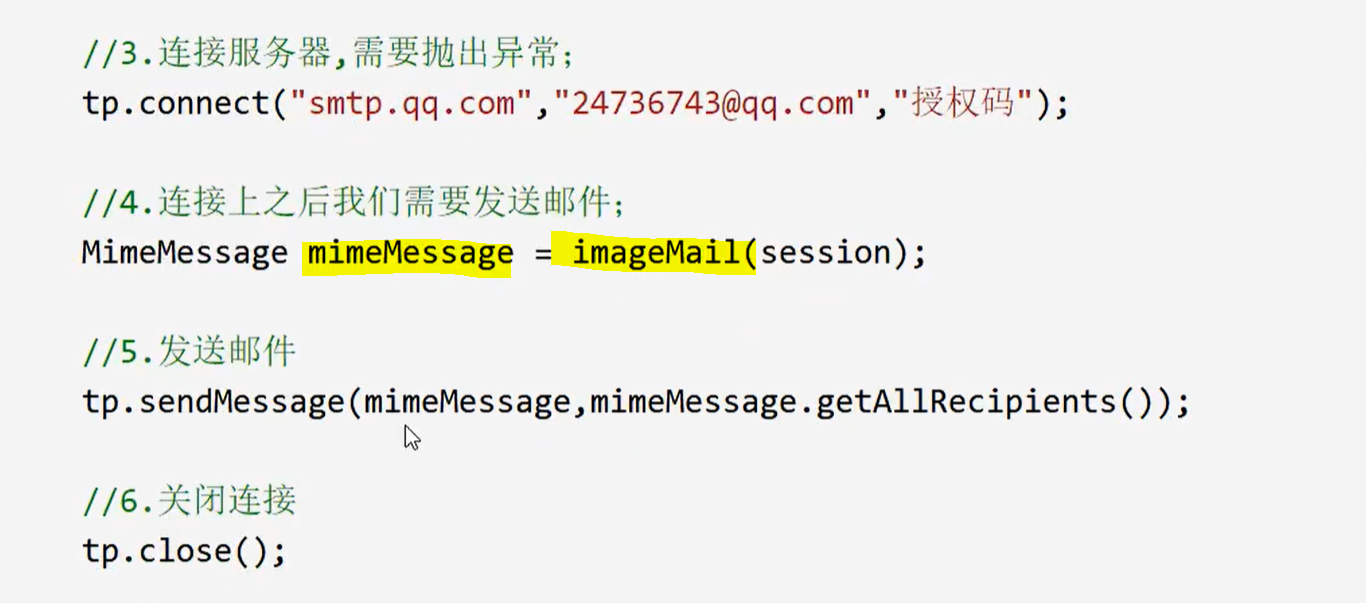 //3.连接服务器,需要抛出异常；
tp.connect("smtp.qq.com","24736743@qq.com","授权码");
//4.连接上之后我们需要发送邮件；
MimeMessage mimeMessage = imageMail(session);
//5.发送邮件
tp.sendMessage(mimeMessage,mimeMessage.getAllRecipients());
//6.关闭连接
tp.close();